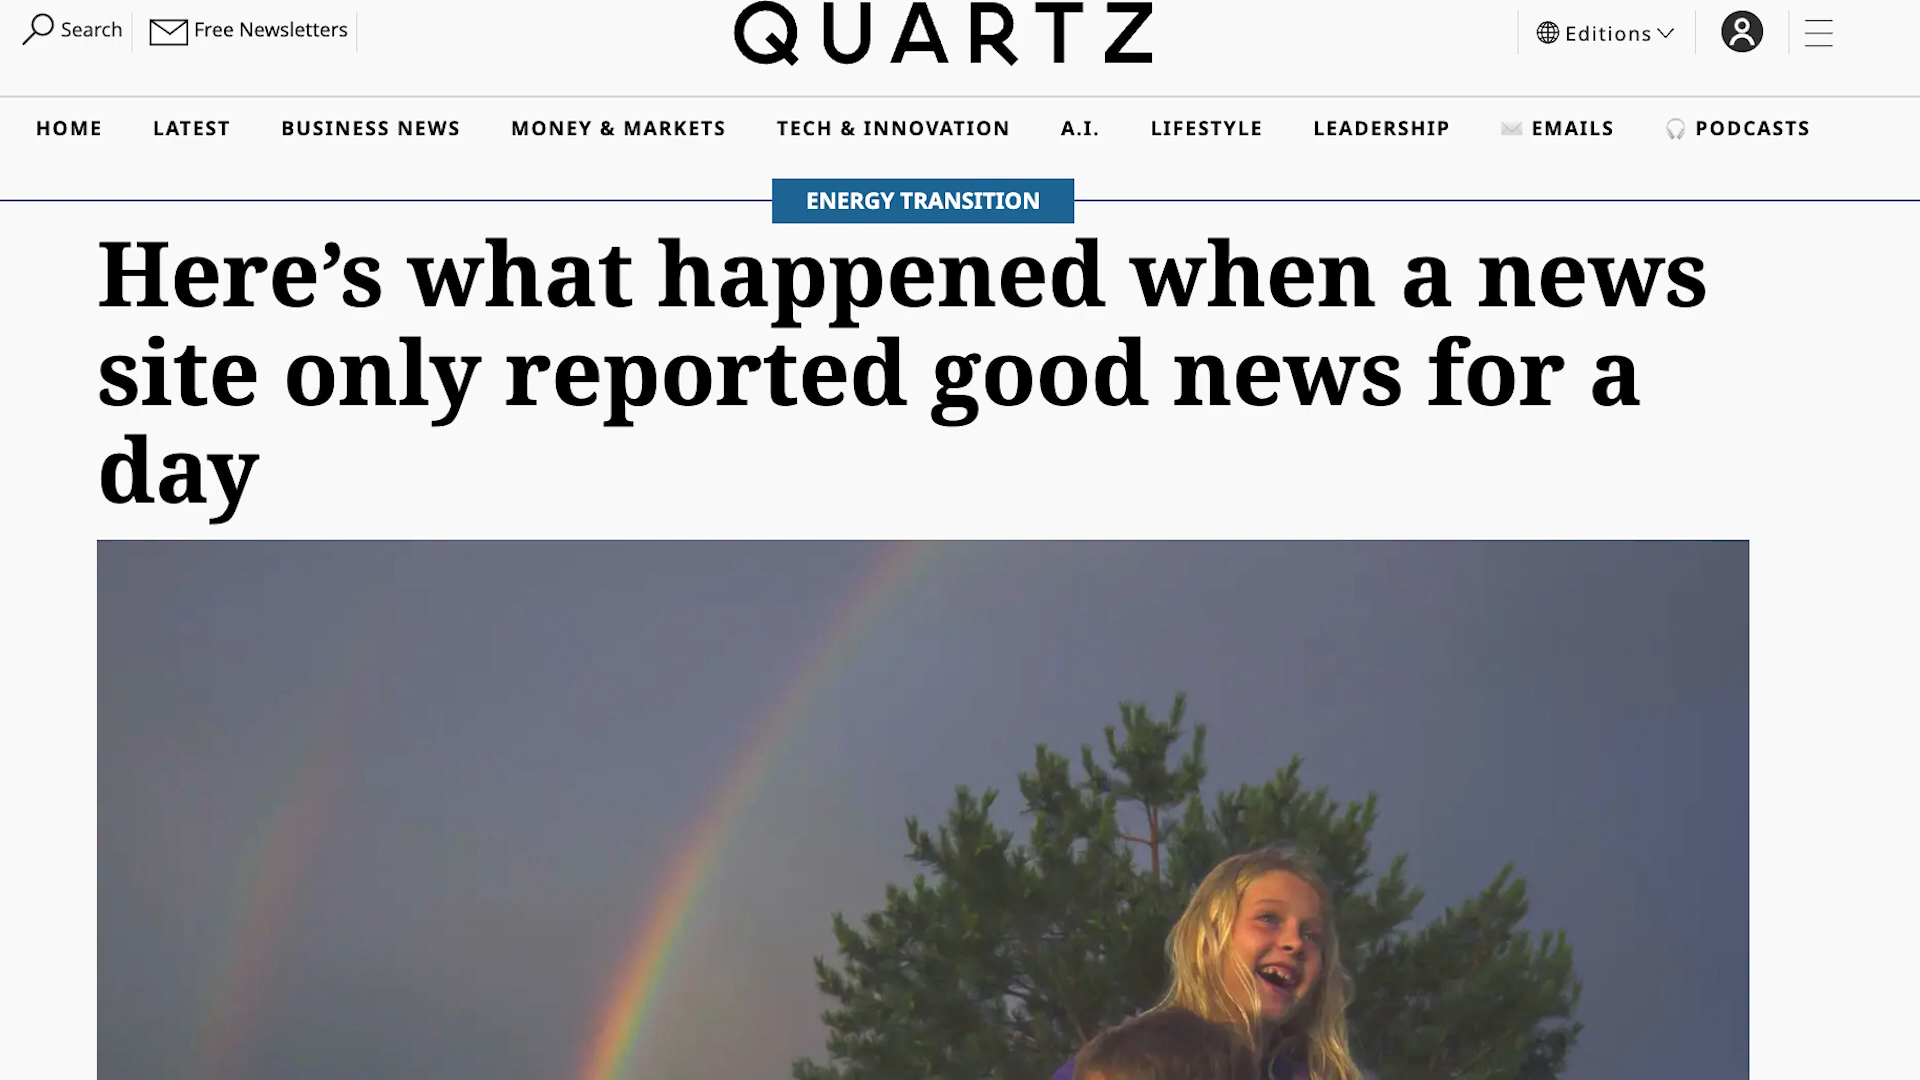 Search
Free Newsletters
QUARTZ
Editions
HOME
LATEST
BUSINESS NEWS
MONEY & MARKETS
TECH & INNOVATION
A.I.
LIFESTYLE
LEADERSHIP
EMAILS
PODCASTS
ENERGY TRANSITION
Here’s what happened when a news
site only reported good news for a
day